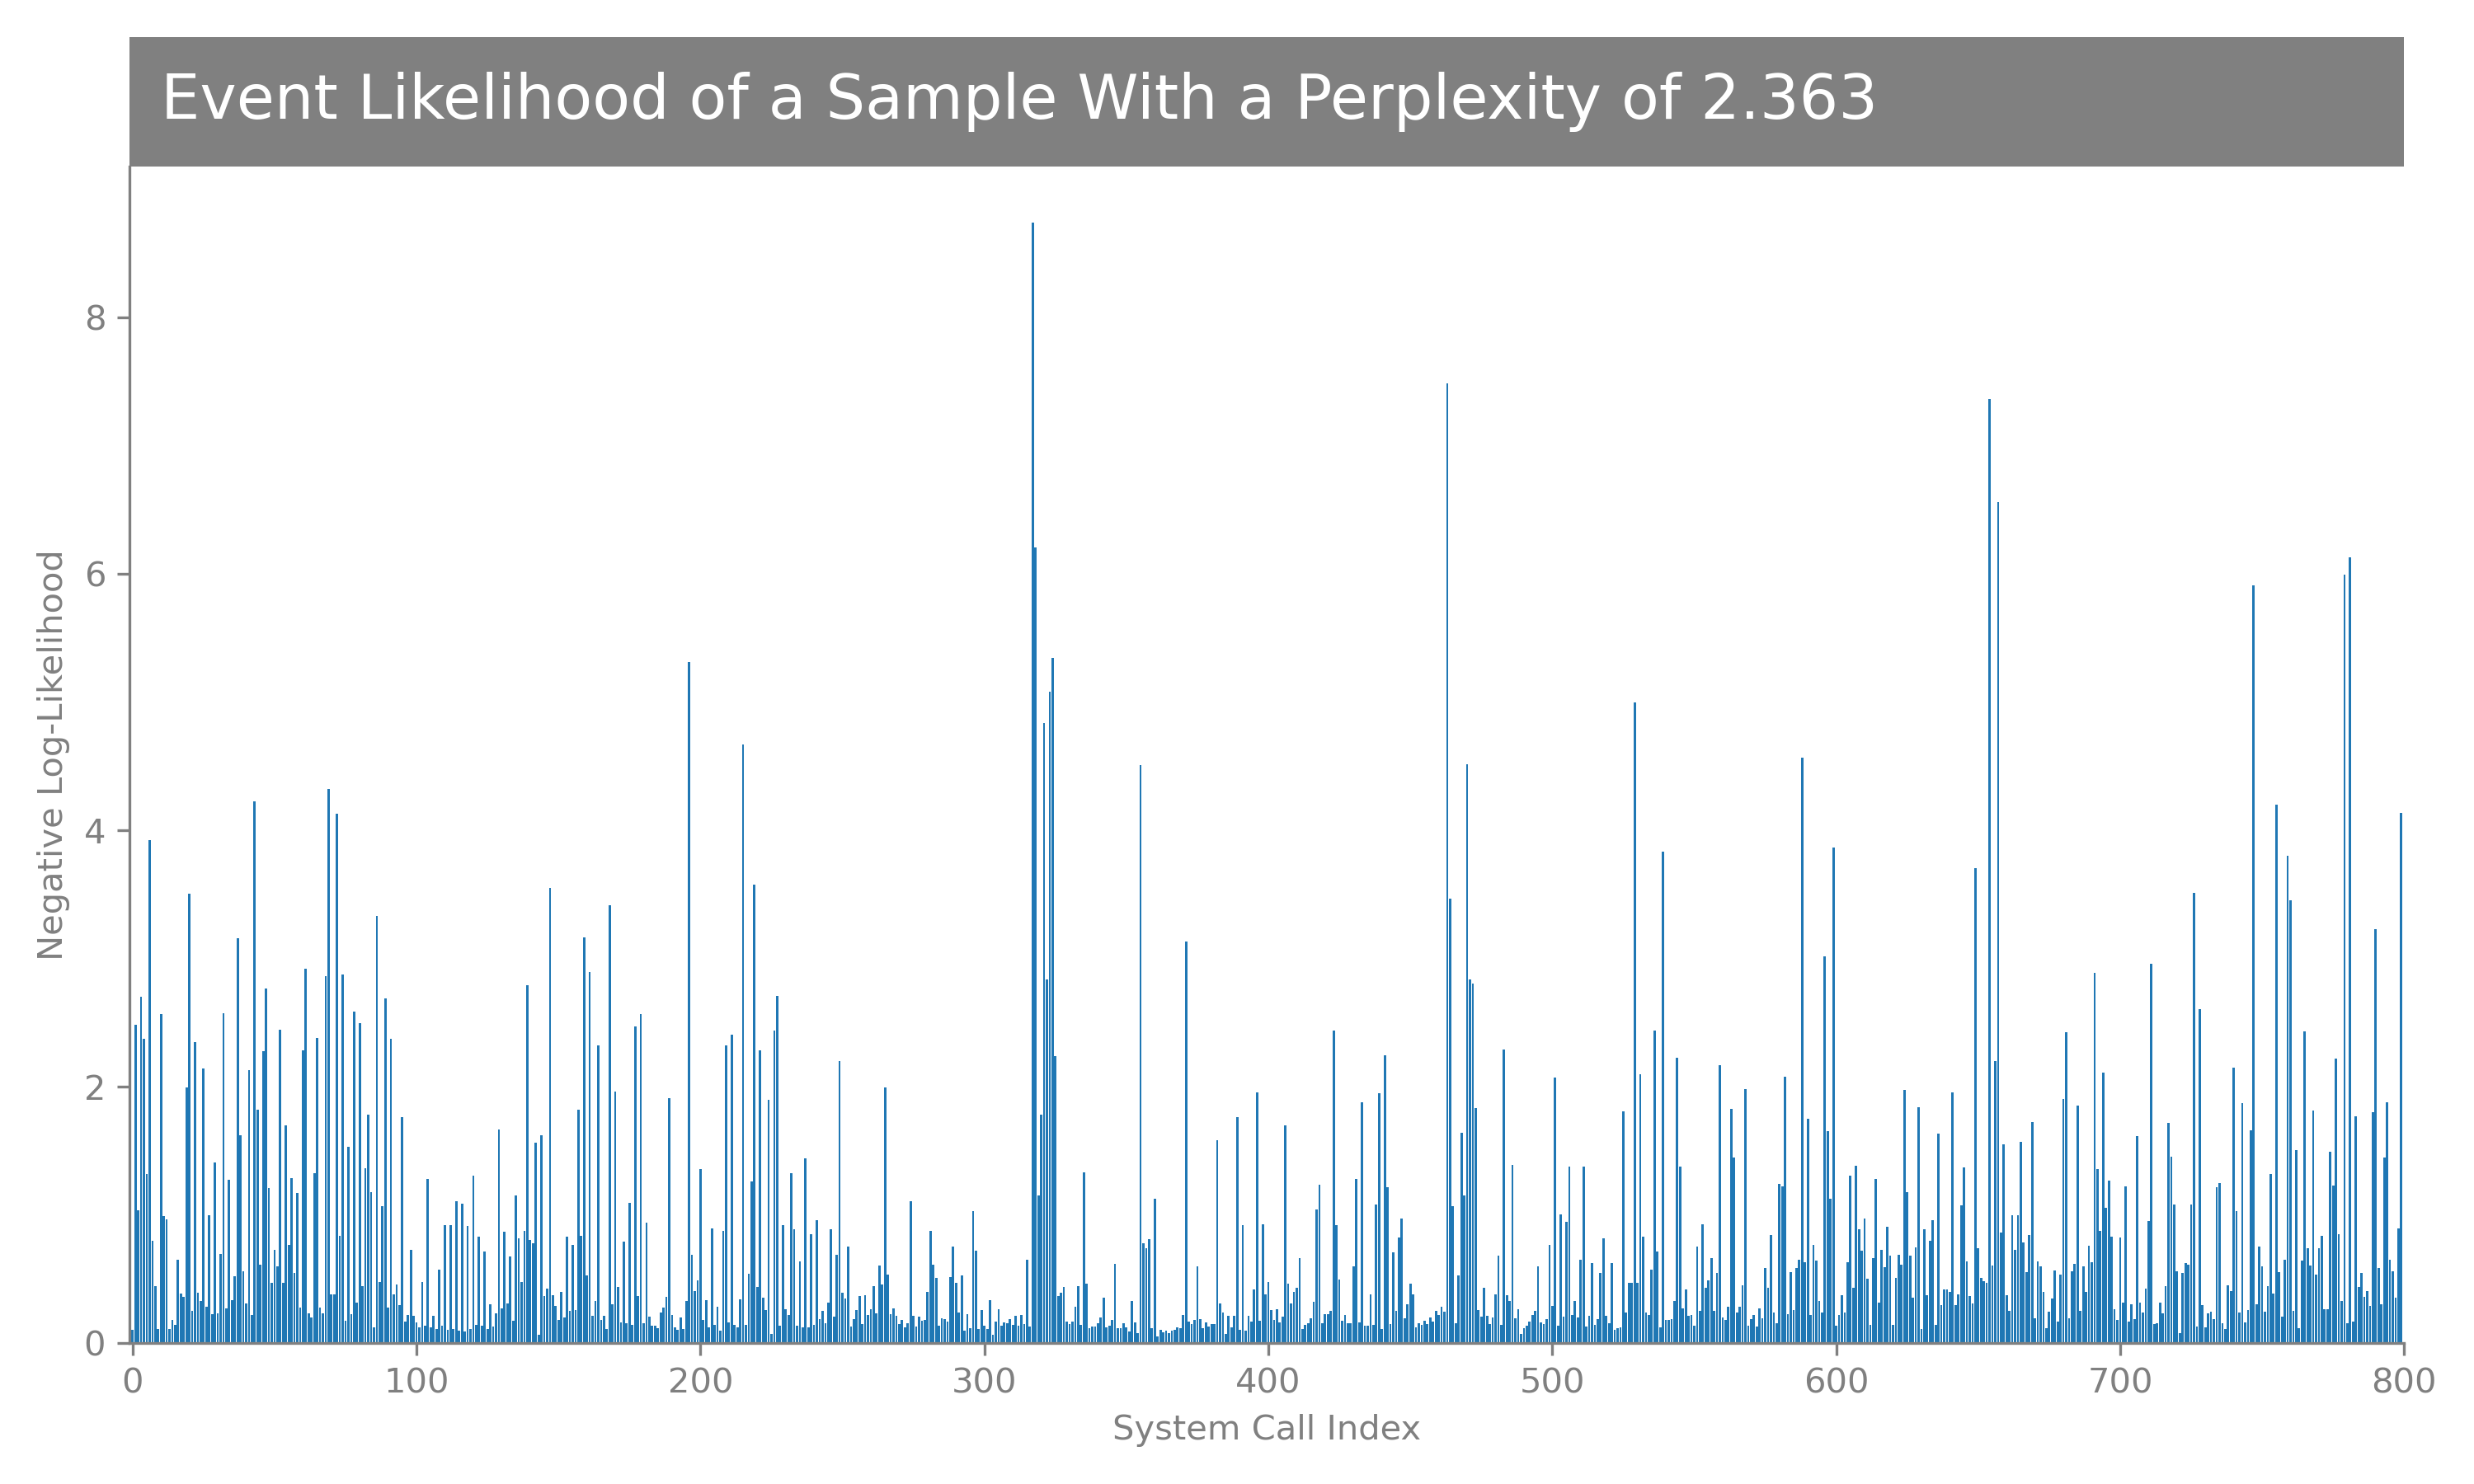 Event Likelihood of a Sample With a Perplexity of 2.363
8
6
4
2
0
Negative Log-Likelihood
0 100 200 300 400 500 600 700 800
System Call Index